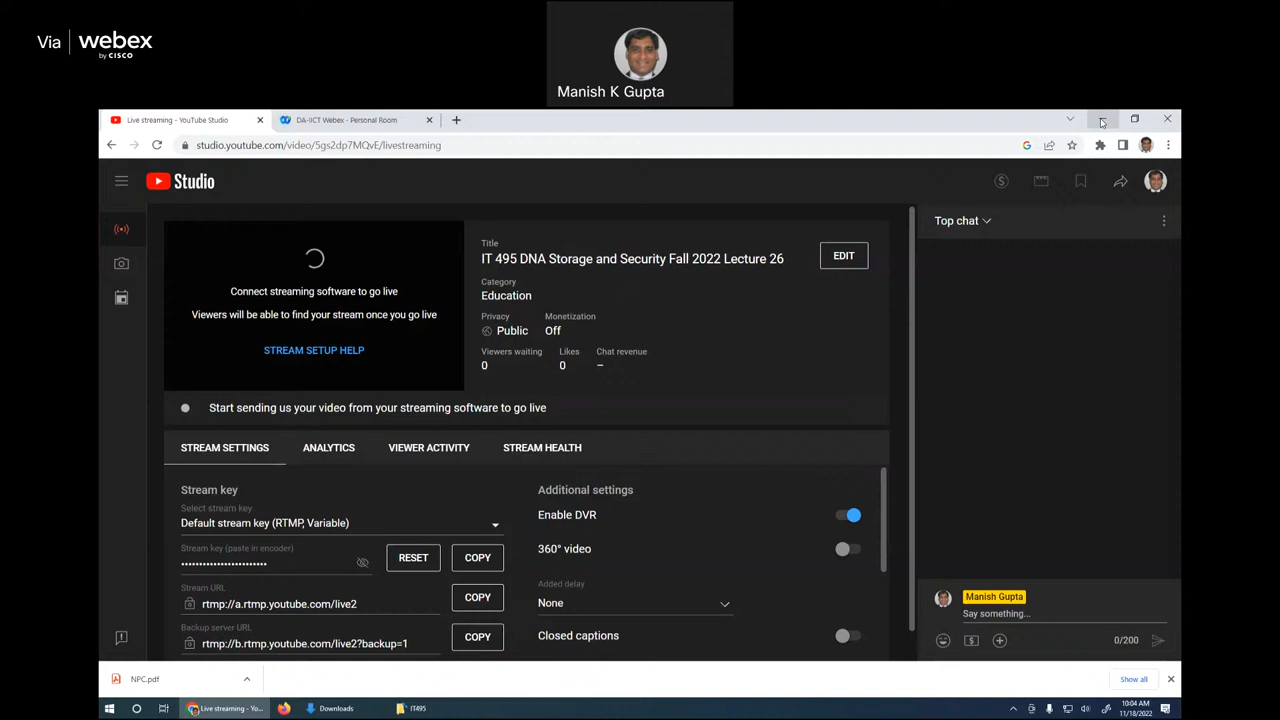 Via webex
by CISCO
Manish K Gupta
Live streaming - YouTube Studio
DA-IICT Webex - Personal Room
studio.youtube.com/video/5gs2dp7MQvE/livestreaming
Studio
Connect streaming software to go live
Viewers will be able to find your stream once you go live
STREAM SETUP HELP
Title
IT 495 DNA Storage and Security Fall 2022 Lecture 26
EDIT
Category
Education
Privacy Monetization
Public Off
Viewers waiting Likes Chat revenue
0 0 –
Top chat
Start sending us your video from your streaming software to go live
STREAM SETTINGS ANALYTICS VIEWER ACTIVITY STREAM HEALTH
Stream key
Select stream key
Default stream key (RTMP, Variable)
Stream key (paste in encoder)
••••••••••••••••••••••••
RESET COPY
Stream URL
rtmp://a.rtmp.youtube.com/live2
COPY
Backup server URL
rtmp://b.rtmp.youtube.com/live2?backup=1
COPY
Additional settings
Enable DVR
360° video
Added delay
None
Closed captions
Manish Gupta
Say something...
0/200
NPC.pdf
Show all
Live streaming - Yo...
Downloads
IT495
10:04 AM
11/18/2022